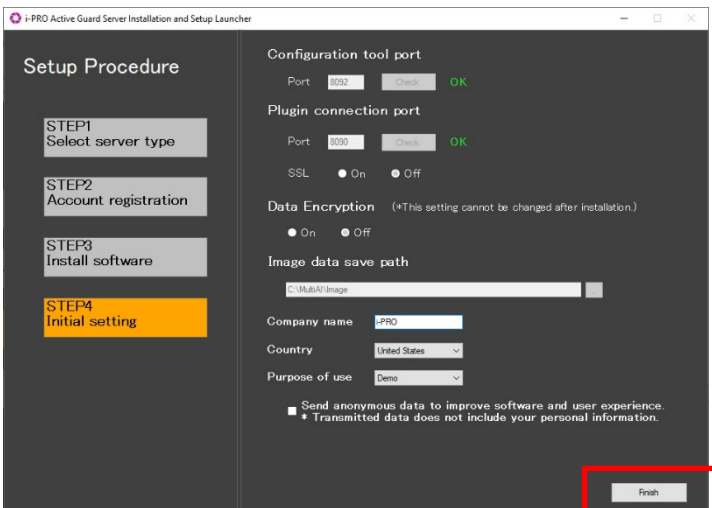 i-PRO Active Guard Server Installation and Setup Launcher
Setup Procedure
STEP1
Select server type
STEP2
Account registration
STEP3
Install software
STEP4
Initial setting
Configuration tool port
Port 8092 Check OK
Plugin connection port
Port 8090 Check OK
SSL On Off
Data Encryption (*This setting cannot be changed after installation.)
On Off
Image data save path
C:\MultiAI\Image ...
Company name i-PRO
Country United States
Purpose of use Demo
Send anonymous data to improve software and user experience.
* Transmitted data does not include your personal information.
Finish